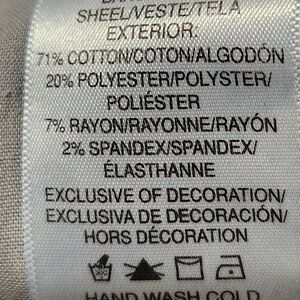 SHEEL/VESTE/TELA
EXTERIOR:
71% COTTON/COTON/ALGODÓN
20% POLYESTER/POLYSTER/
POLIÉSTER
7% RAYON/RAYONNE/RAYÓN
2% SPANDEX/SPANDEX/
ÉLASTHANNE
EXCLUSIVE OF DECORATION/
EXCLUSIVA DE DECORACIÓN/
HORS DÉCORATION
HAND WASH COLD